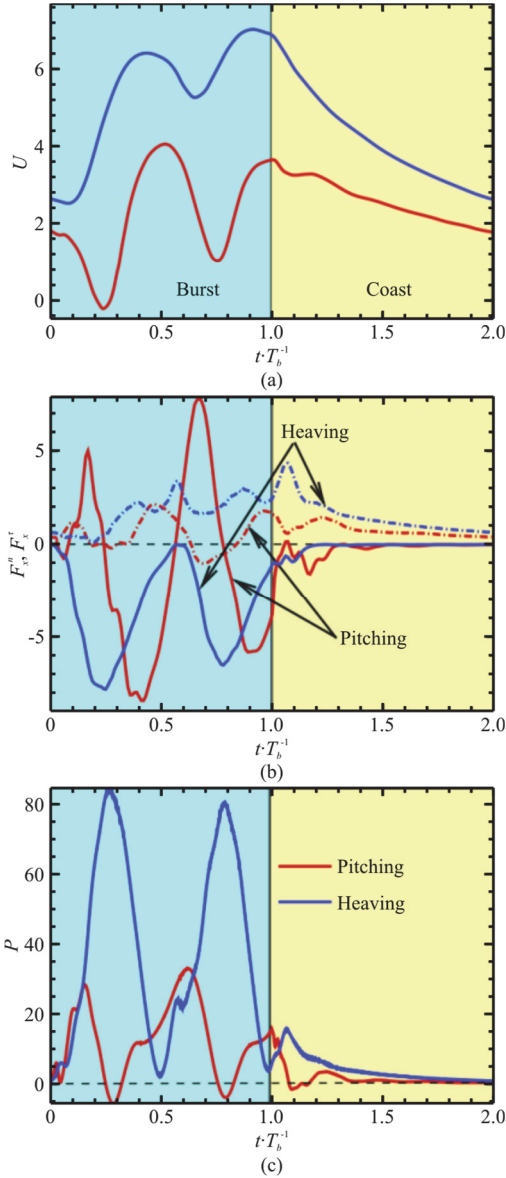 6
4
2
0
U
Burst
Coast
0
0.5
1.0
1.5
2.0
t·T_b^-1
(a)
5
0
-5
F_x^n, F_x^τ
Heaving
Pitching
0
0.5
1.0
1.5
2.0
t·T_b^-1
(b)
80
60
40
20
0
P
Pitching
Heaving
0
0.5
1.0
1.5
2.0
t·T_b^-1
(c)